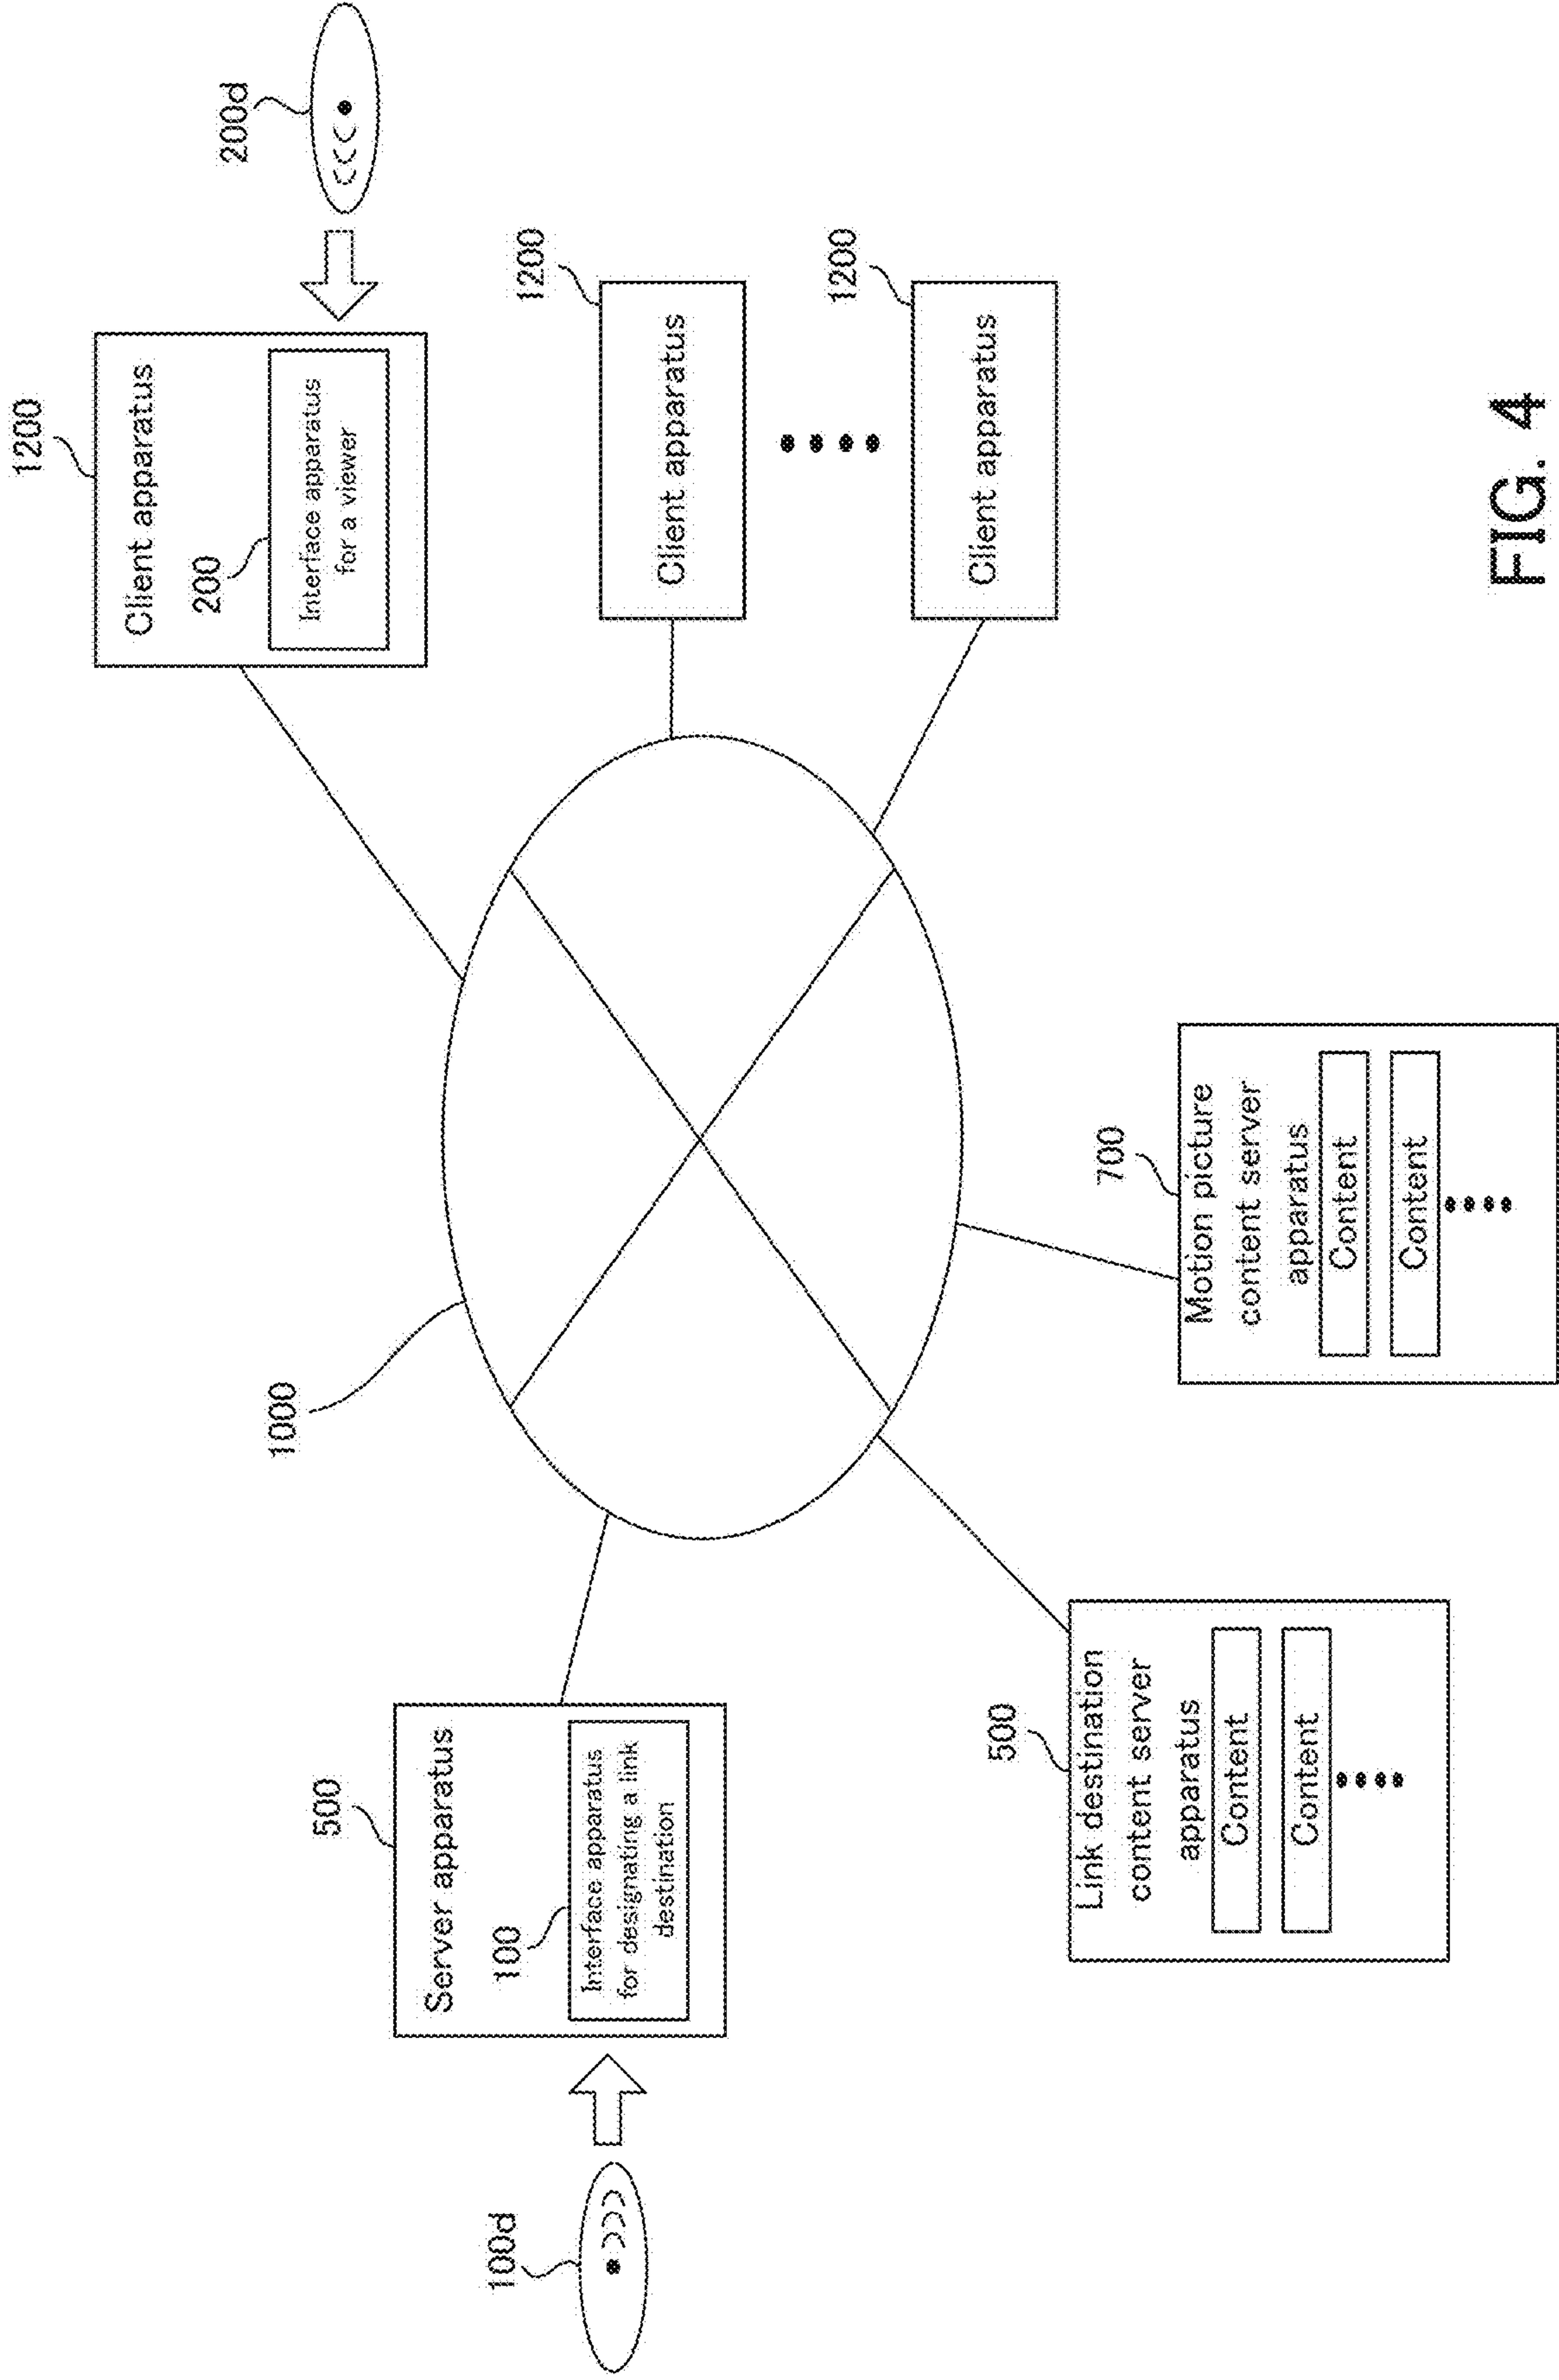 100d
500
Server apparatus
100
Interface apparatus
for designating a link
destination
1000
1200
Client apparatus
200
Interface apparatus
for a viewer
200d
500
Link destination
content server
apparatus
Content
Content
700
Motion picture
content server
apparatus
Content
Content
1200
Client apparatus
1200
Client apparatus
FIG. 4